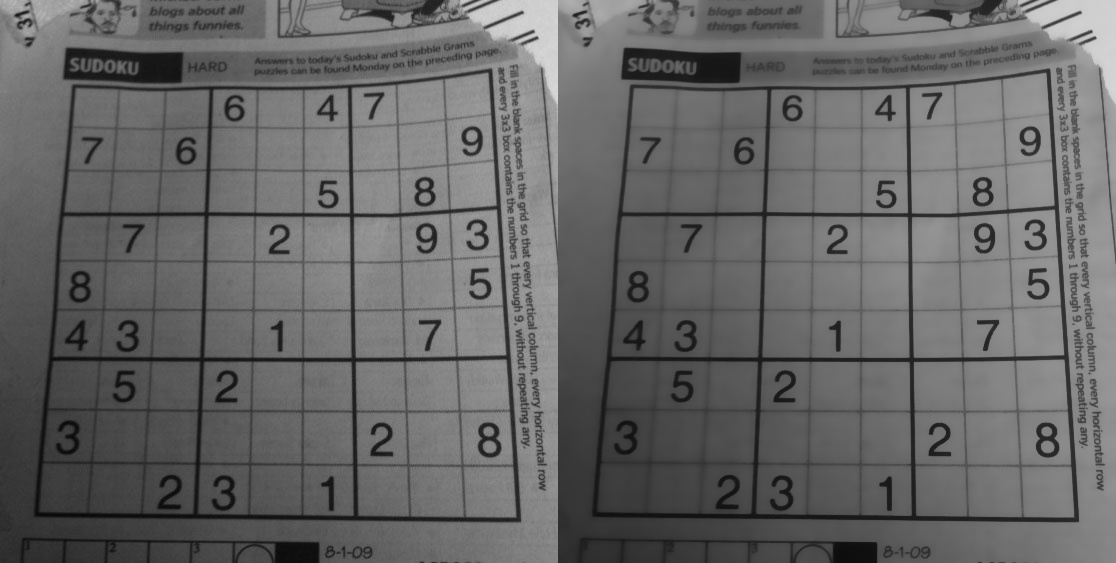 blogs about all
things funnies.
SUDOKU HARD Answers to today's Sudoku and Scrabble Grams
puzzles can be found Monday on the preceding page.
Fill in the blank spaces in the grid so that every vertical column, every horizontal row
and every 3x3 box contains the numbers 1 through 9, without repeating any.
6 4 7
7 6 9
5 8
7 2 9 3
8 5
4 3 1 7
5 2
3 2 8
2 3 1
1 2 3 8-1-09
blogs about all
things funnies.
SUDOKU HARD Answers to today's Sudoku and Scrabble Grams
puzzles can be found Monday on the preceding page.
Fill in the blank spaces in the grid so that every vertical column, every horizontal row
and every 3x3 box contains the numbers 1 through 9, without repeating any.
6 4 7
7 6 9
5 8
7 2 9 3
8 5
4 3 1 7
5 2
3 2 8
2 3 1
1 2 3 8-1-09